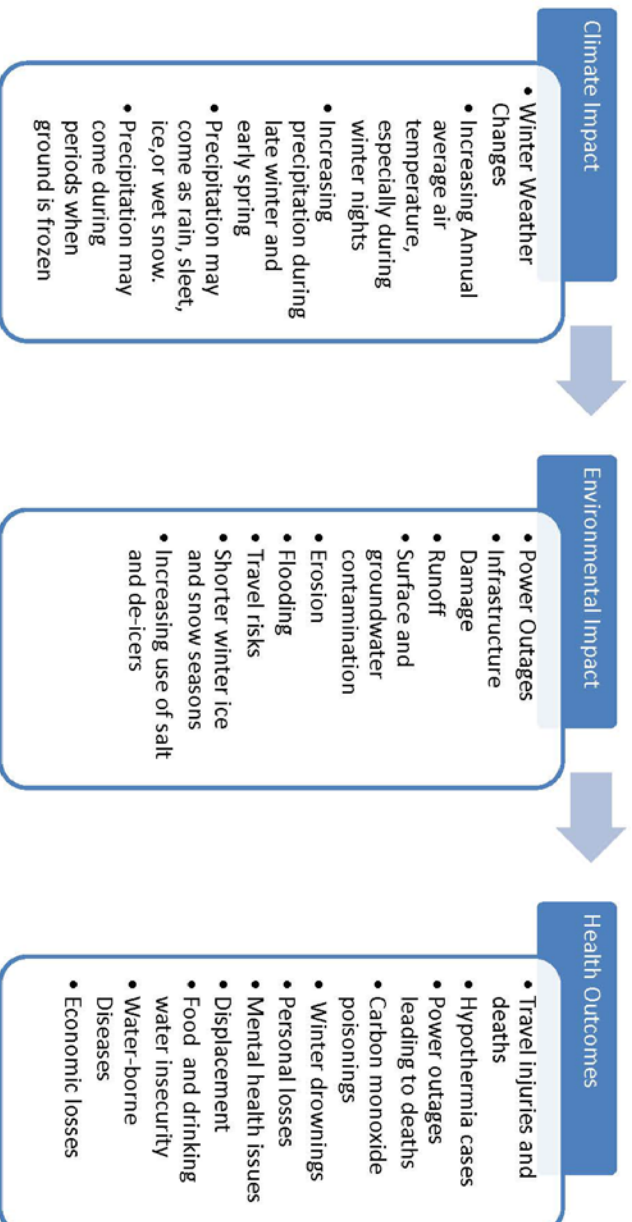 Climate Impact
• Winter Weather
Changes
• Increasing Annual
average air
temperature,
especially during
winter nights
• Increasing
precipitation during
late winter and
early spring
• Precipitation may
come as rain, sleet,
ice,or wet snow.
• Precipitation may
come during
periods when
ground is frozen
Environmental Impact
• Power Outages
• Infrastructure
Damage
• Runoff
• Surface and
groundwater
contamination
• Erosion
• Flooding
• Travel risks
• Shorter winter ice
and snow seasons
• Increasing use of salt
and de-icers
Health Outcomes
• Travel injuries and
deaths
• Hypothermia cases
• Power outages
leading to deaths
• Carbon monoxide
poisonings
• Winter drownings
• Personal losses
• Mental health issues
• Displacement
• Food and drinking
water insecurity
• Water-borne
Diseases
• Economic losses